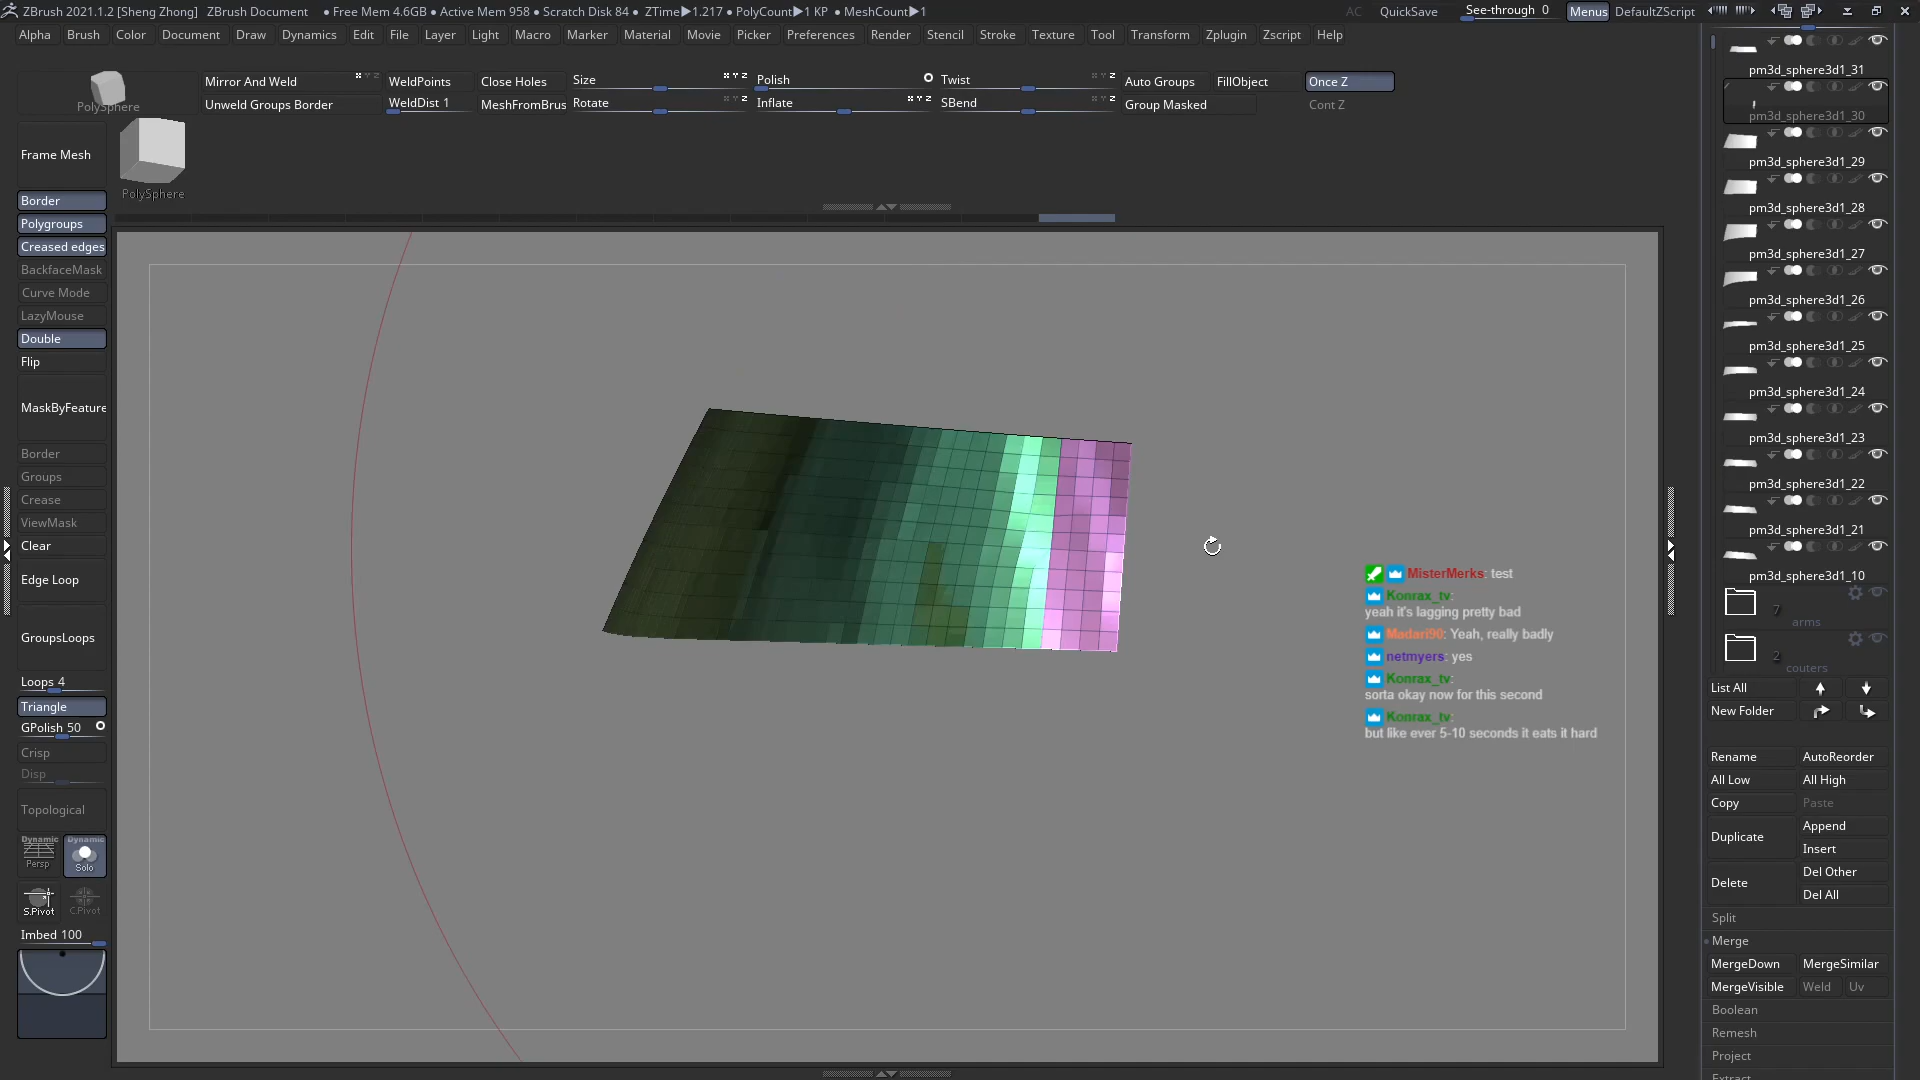 ZBrush 2021.1.2 [Sheng Zhong] ZBrush Document • Free Mem 4.6GB • Active Mem 958 • Scratch Disk 84 • ZTime▶1.217 • PolyCount▶1 KP • MeshCount▶1 AC QuickSave See-through 0 Menus DefaultZScript
Alpha Brush Color Document Draw Dynamics Edit File Layer Light Macro Marker Material Movie Picker Preferences Render Stencil Stroke Texture Tool Transform Zplugin Zscript Help
PolySphere
Mirror And Weld WeldPoints Close Holes Size Polish Twist Auto Groups FillObject Once Z
Unweld Groups Border WeldDist 1 MeshFromBrus Rotate Inflate SBend Group Masked Cont Z
PolySphere
Frame Mesh
Border
Polygroups
Creased edges
BackfaceMask
Curve Mode
LazyMouse
Double
Flip
MaskByFeature
Border
Groups
Crease
ViewMask
Clear
Edge Loop
GroupsLoops
Loops 4
Triangle
GPolish 50
Crisp
Disp
Topological
Dynamic Dynamic
Persp Solo
S.Pivot C.Pivot
Imbed 100
MisterMerks: test
Konrax_tv:
yeah it's lagging pretty bad
Madari90: Yeah, really badly
netmyers: yes
Konrax_tv:
sorta okay now for this second
Konrax_tv:
but like ever 5-10 seconds it eats it hard
pm3d_sphere3d1_31
pm3d_sphere3d1_30
pm3d_sphere3d1_29
pm3d_sphere3d1_28
pm3d_sphere3d1_27
pm3d_sphere3d1_26
pm3d_sphere3d1_25
pm3d_sphere3d1_24
pm3d_sphere3d1_23
pm3d_sphere3d1_22
pm3d_sphere3d1_21
pm3d_sphere3d1_10
7
arms
2
couters
List All
New Folder
Rename AutoReorder
All Low All High
Copy Paste
Duplicate Append
Insert
Delete Del Other
Del All
Split
Merge
MergeDown MergeSimilar
MergeVisible Weld Uv
Boolean
Remesh
Project
Extract